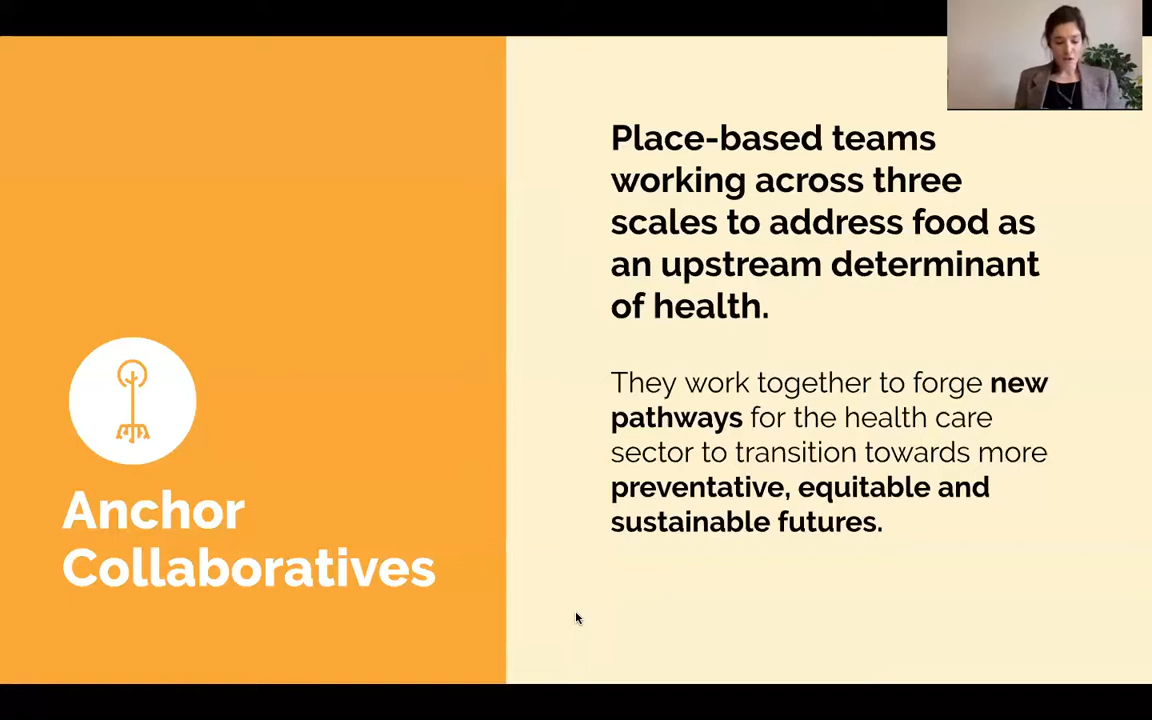 Place-based teams
working across three
scales to address food as
an upstream determinant
of health.
They work together to forge new
pathways for the health care
sector to transition towards more
preventative, equitable and
sustainable futures.
Anchor
Collaboratives